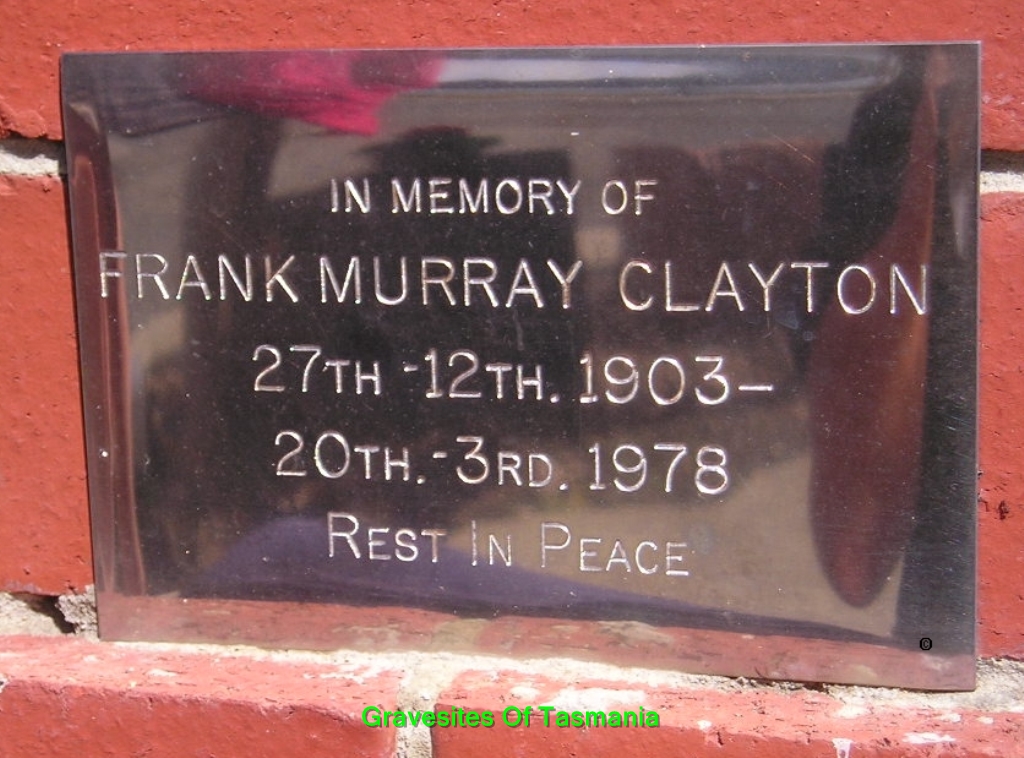 IN MEMORY OF
FRANK MURRAY CLAYTON
27TH -12TH. 1903-
20TH.-3RD. 1978
REST IN PEACE
©
Gravesites Of Tasmania